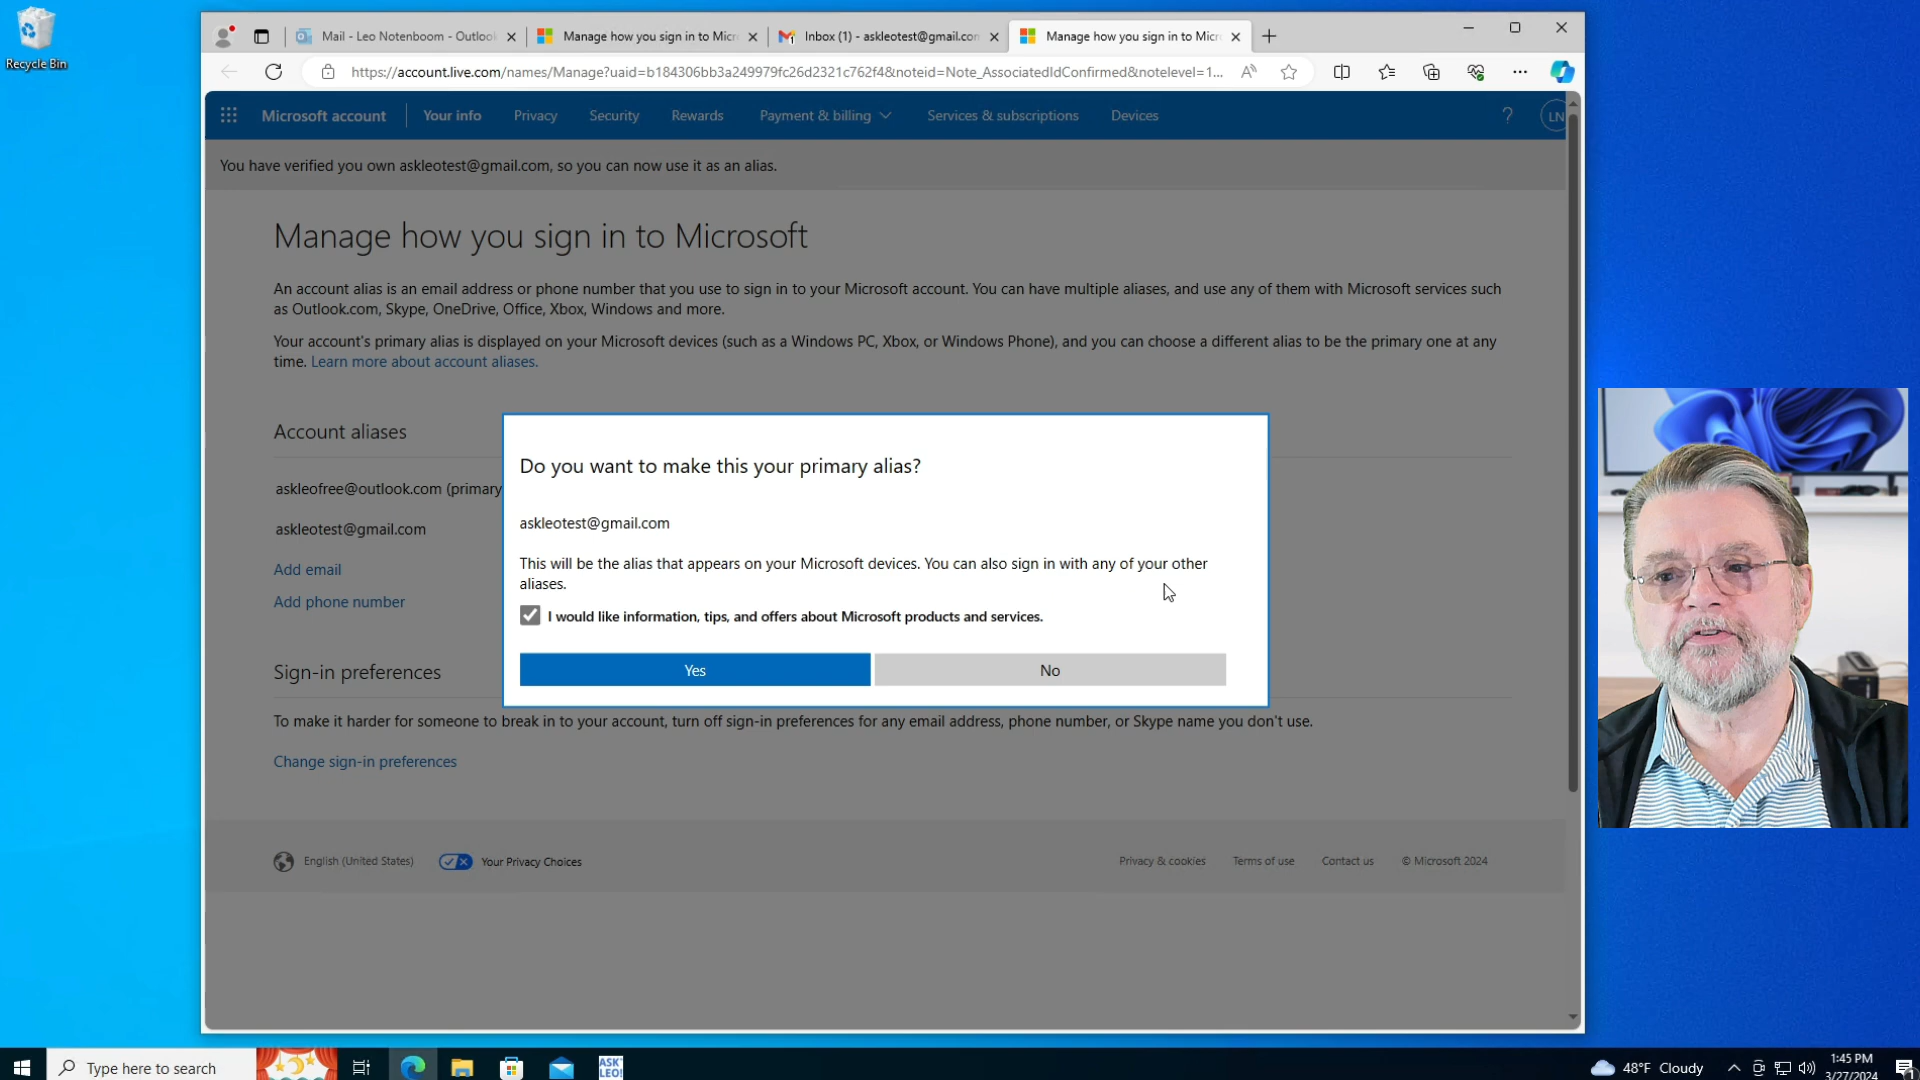 Recycle Bin
Mail - Leo Notenboom - Outloo
Manage how you sign in to Micr
Inbox (1) - askleotest@gmail.com
Manage how you sign in to Micr
https://account.live.com/names/Manage?uaid=b184306bb3a249979fc26d2321c762f4&noteid=Note_AssociatedIdConfirmed&notelevel=1...
Microsoft account
Your info
Privacy
Security
Rewards
Payment & billing
Services & subscriptions
Devices
?
LN
You have verified you own askleotest@gmail.com, so you can now use it as an alias.
Manage how you sign in to Microsoft
An account alias is an email address or phone number that you use to sign in to your Microsoft account. You can have multiple aliases, and use any of them with Microsoft services such
as Outlook.com, Skype, OneDrive, Office, Xbox, Windows and more.
Your account's primary alias is displayed on your Microsoft devices (such as a Windows PC, Xbox, or Windows Phone), and you can choose a different alias to be the primary one at any
time. Learn more about account aliases.
Account aliases
askleofree@outlook.com (primary
askleotest@gmail.com
Add email
Add phone number
Do you want to make this your primary alias?
askleotest@gmail.com
This will be the alias that appears on your Microsoft devices. You can also sign in with any of your other
aliases.
I would like information, tips, and offers about Microsoft products and services.
Yes
No
Sign-in preferences
To make it harder for someone to break in to your account, turn off sign-in preferences for any email address, phone number, or Skype name you don't use.
Change sign-in preferences
English (United States)
Your Privacy Choices
Privacy & cookies
Terms of use
Contact us
© Microsoft 2024
Type here to search
ASK LEO!
48°F Cloudy
1:45 PM
3/27/2024
1